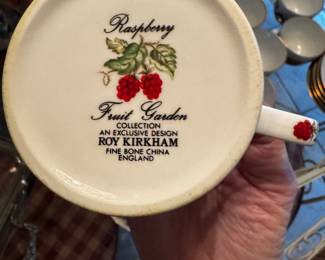 Raspberry
Fruit Garden
COLLECTION
AN EXCLUSIVE DESIGN
ROY KIRKHAM
FINE BONE CHINA
ENGLAND